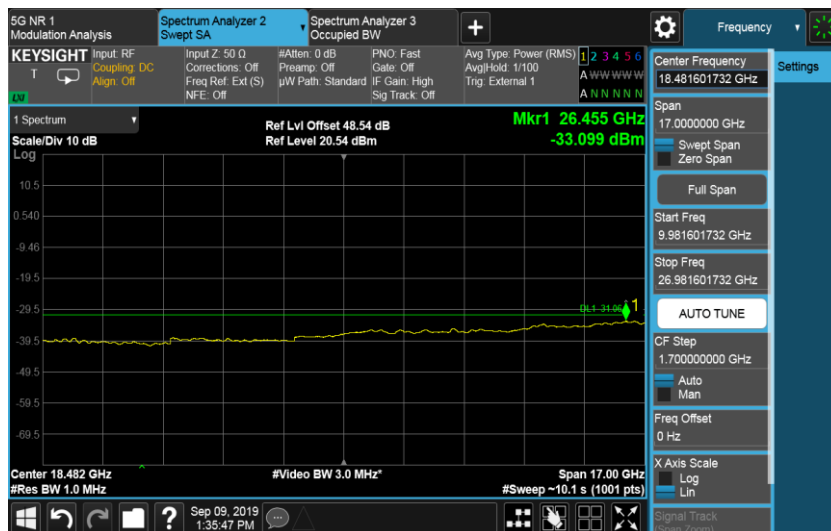 5G NR 1
Modulation Analysis
Spectrum Analyzer 2
Swept SA
Spectrum Analyzer 3
Occupied BW
Frequency
KEYSIGHT
T
LXI
Input: RF
Coupling: DC
Align: Off
Input Z: 50 Ω
Corrections: Off
Freq Ref: Ext (S)
NFE: Off
#Atten: 0 dB
Preamp: Off
µW Path: Standard
PNO: Fast
Gate: Off
IF Gain: High
Sig Track: Off
Avg Type: Power (RMS)
Avg|Hold: 1/100
Trig: External 1
1 2 3 4 5 6
A W W W W W
A N N N N N
1 Spectrum
Scale/Div 10 dB
Ref Lvl Offset 48.54 dB
Ref Level 20.54 dBm
Mkr1 26.455 GHz
-33.099 dBm
Log
10.5
0.540
-9.46
-19.5
-29.5
-39.5
-49.5
-59.5
-69.5
1
Center 18.482 GHz
#Res BW 1.0 MHz
#Video BW 3.0 MHz*
Span 17.00 GHz
#Sweep ~10.1 s (1001 pts)
Center Frequency
18.481601732 GHz
Settings
Span
17.0000000 GHz
Swept Span
Zero Span
Full Span
Start Freq
9.981601732 GHz
Stop Freq
26.981601732 GHz
AUTO TUNE
CF Step
1.700000000 GHz
Auto
Man
Freq Offset
0 Hz
X Axis Scale
Log
Lin
Signal Track
(Span Zoom)
?
Sep 09, 2019
1:35:47 PM